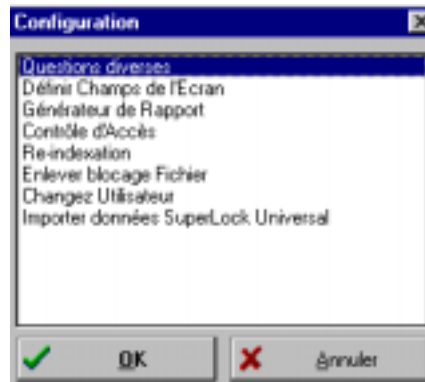 Configuration
Questions diverses
Définir Champs de l'Ecran
Générateur de Rapport
Contrôle d'Accès
Re-indexation
Enlever blocage Fichier
Changez Utilisateur
Importer données SuperLock Universal
OK
Annuler